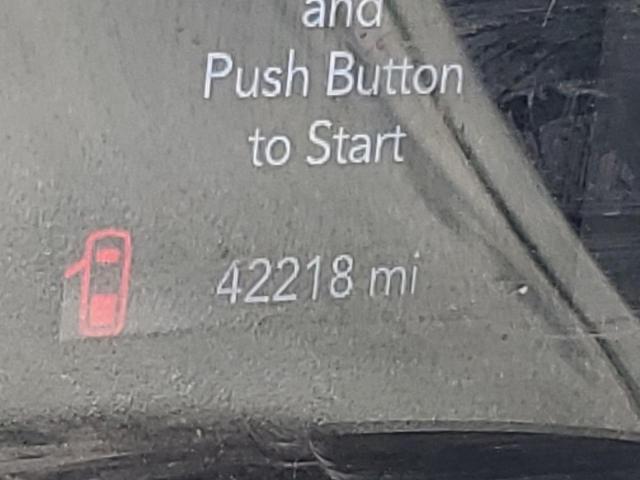 and
Push Button
to Start
42218 mi